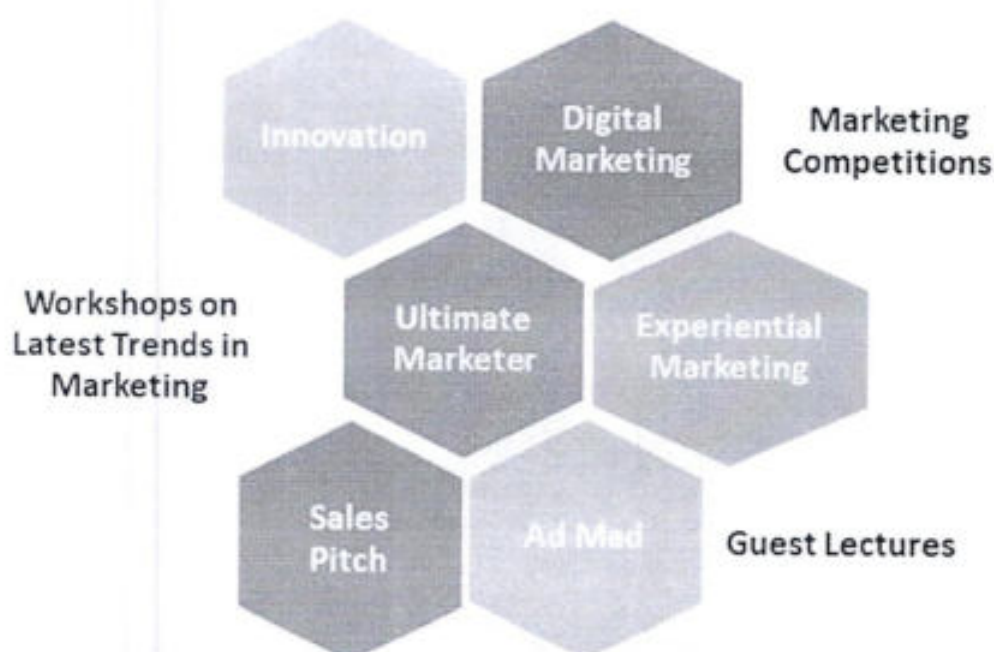 Innovation
Digital
Marketing
Marketing
Competitions
Workshops on
Latest Trends in
Marketing
Ultimate
Marketer
Experiential
Marketing
Sales
Pitch
Ad Mad
Guest Lectures